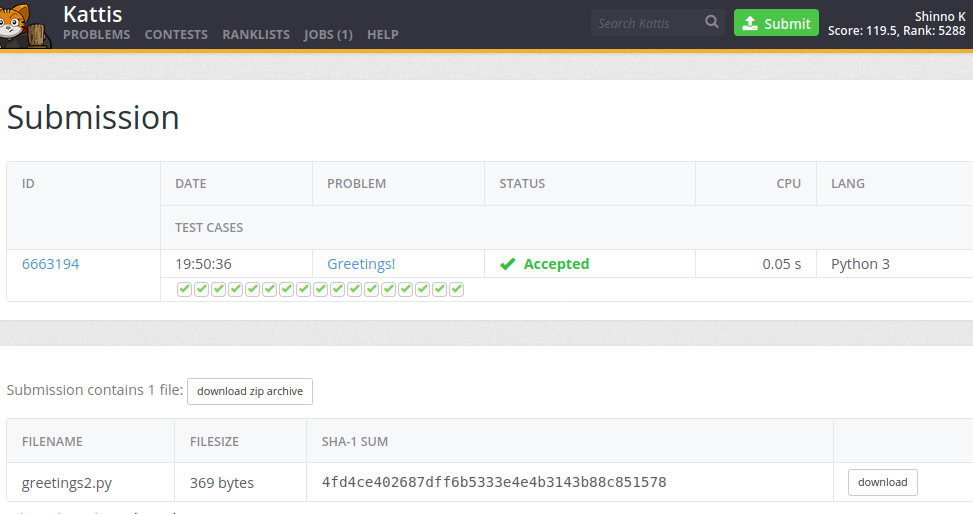 Kattis
PROBLEMS CONTESTS RANKLISTS JOBS (1) HELP
Search Kattis
Submit
Shinno K
Score: 119.5, Rank: 5288
Submission
ID DATE PROBLEM STATUS CPU LANG
TEST CASES
6663194 19:50:36 Greetings! Accepted 0.05 s Python 3
Submission contains 1 file: download zip archive
FILENAME FILESIZE SHA-1 SUM
greetings2.py 369 bytes 4fd4ce402687dff6b5333e4e4b3143b88c851578 download